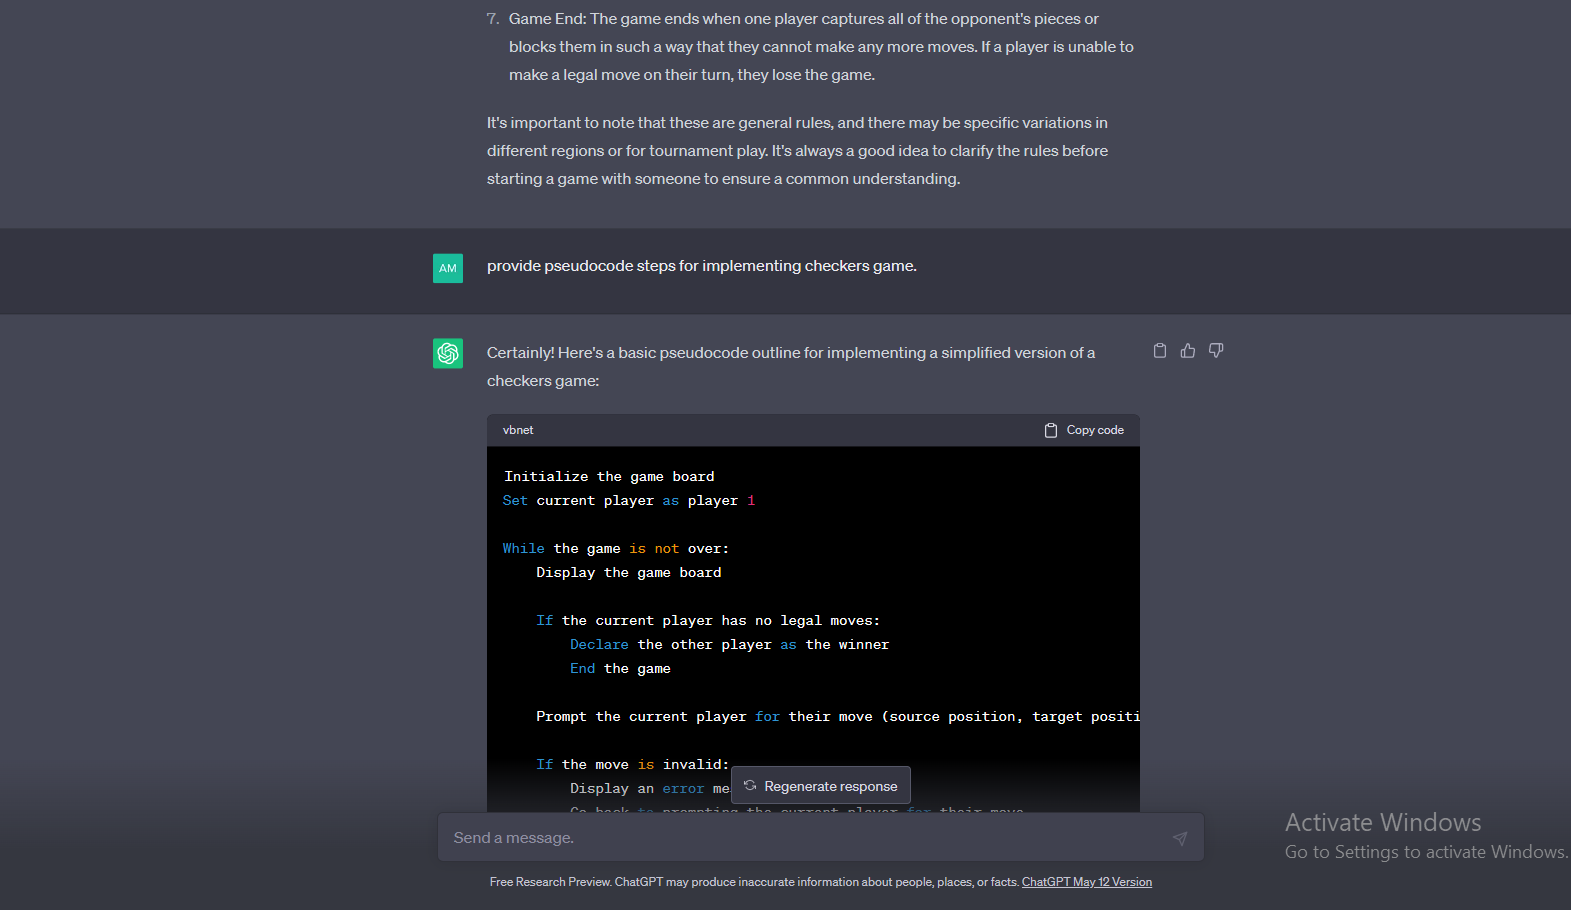 7. Game End: The game ends when one player captures all of the opponent's pieces or
blocks them in such a way that they cannot make any more moves. If a player is unable to
make a legal move on their turn, they lose the game.
It's important to note that these are general rules, and there may be specific variations in
different regions or for tournament play. It's always a good idea to clarify the rules before
starting a game with someone to ensure a common understanding.
AM
provide pseudocode steps for implementing checkers game.
Certainly! Here's a basic pseudocode outline for implementing a simplified version of a
checkers game:
vbnet
Copy code
Initialize the game board
Set current player as player 1
While the game is not over:
Display the game board
If the current player has no legal moves:
Declare the other player as the winner
End the game
Prompt the current player for their move (source position, target positi
If the move is invalid:
Display an error me
Go back to prompting the current player for their move
Regenerate response
Send a message.
Activate Windows
Go to Settings to activate Windows.
Free Research Preview. ChatGPT may produce inaccurate information about people, places, or facts. ChatGPT May 12 Version